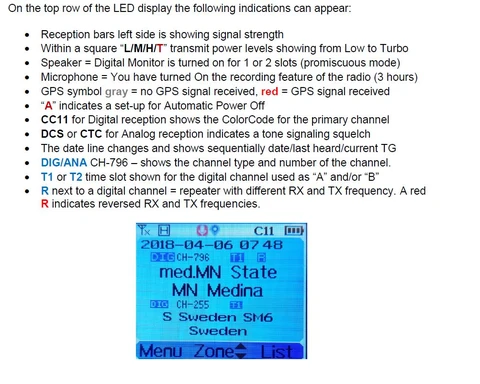 On the top row of the LED display the following indications can appear:
• Reception bars left side is showing signal strength
• Within a square “L/M/H/T” transmit power levels showing from Low to Turbo
• Speaker = Digital Monitor is turned on for 1 or 2 slots (promiscuous mode)
• Microphone = You have turned On the recording feature of the radio (3 hours)
• GPS symbol gray = no GPS signal received, red = GPS signal received
• “A” indicates a set-up for Automatic Power Off
• CC11 for Digital reception shows the ColorCode for the primary channel
• DCS or CTC for Analog reception indicates a tone signaling squelch
• The date line changes and shows sequentially date/last heard/current TG
• DIG/ANA CH-796 – shows the channel type and number of the channel.
• T1 or T2 time slot shown for the digital channel used as “A” and/or “B”
• R next to a digital channel = repeater with different RX and TX frequency. A red
R indicates reversed RX and TX frequencies.
H C11
2018-04-06 07 48
DIG CH-796 T1 R
med.MN State
MN Medina
DIG CH-255 T1
S Sweden SM6
Sweden
Menu Zone List